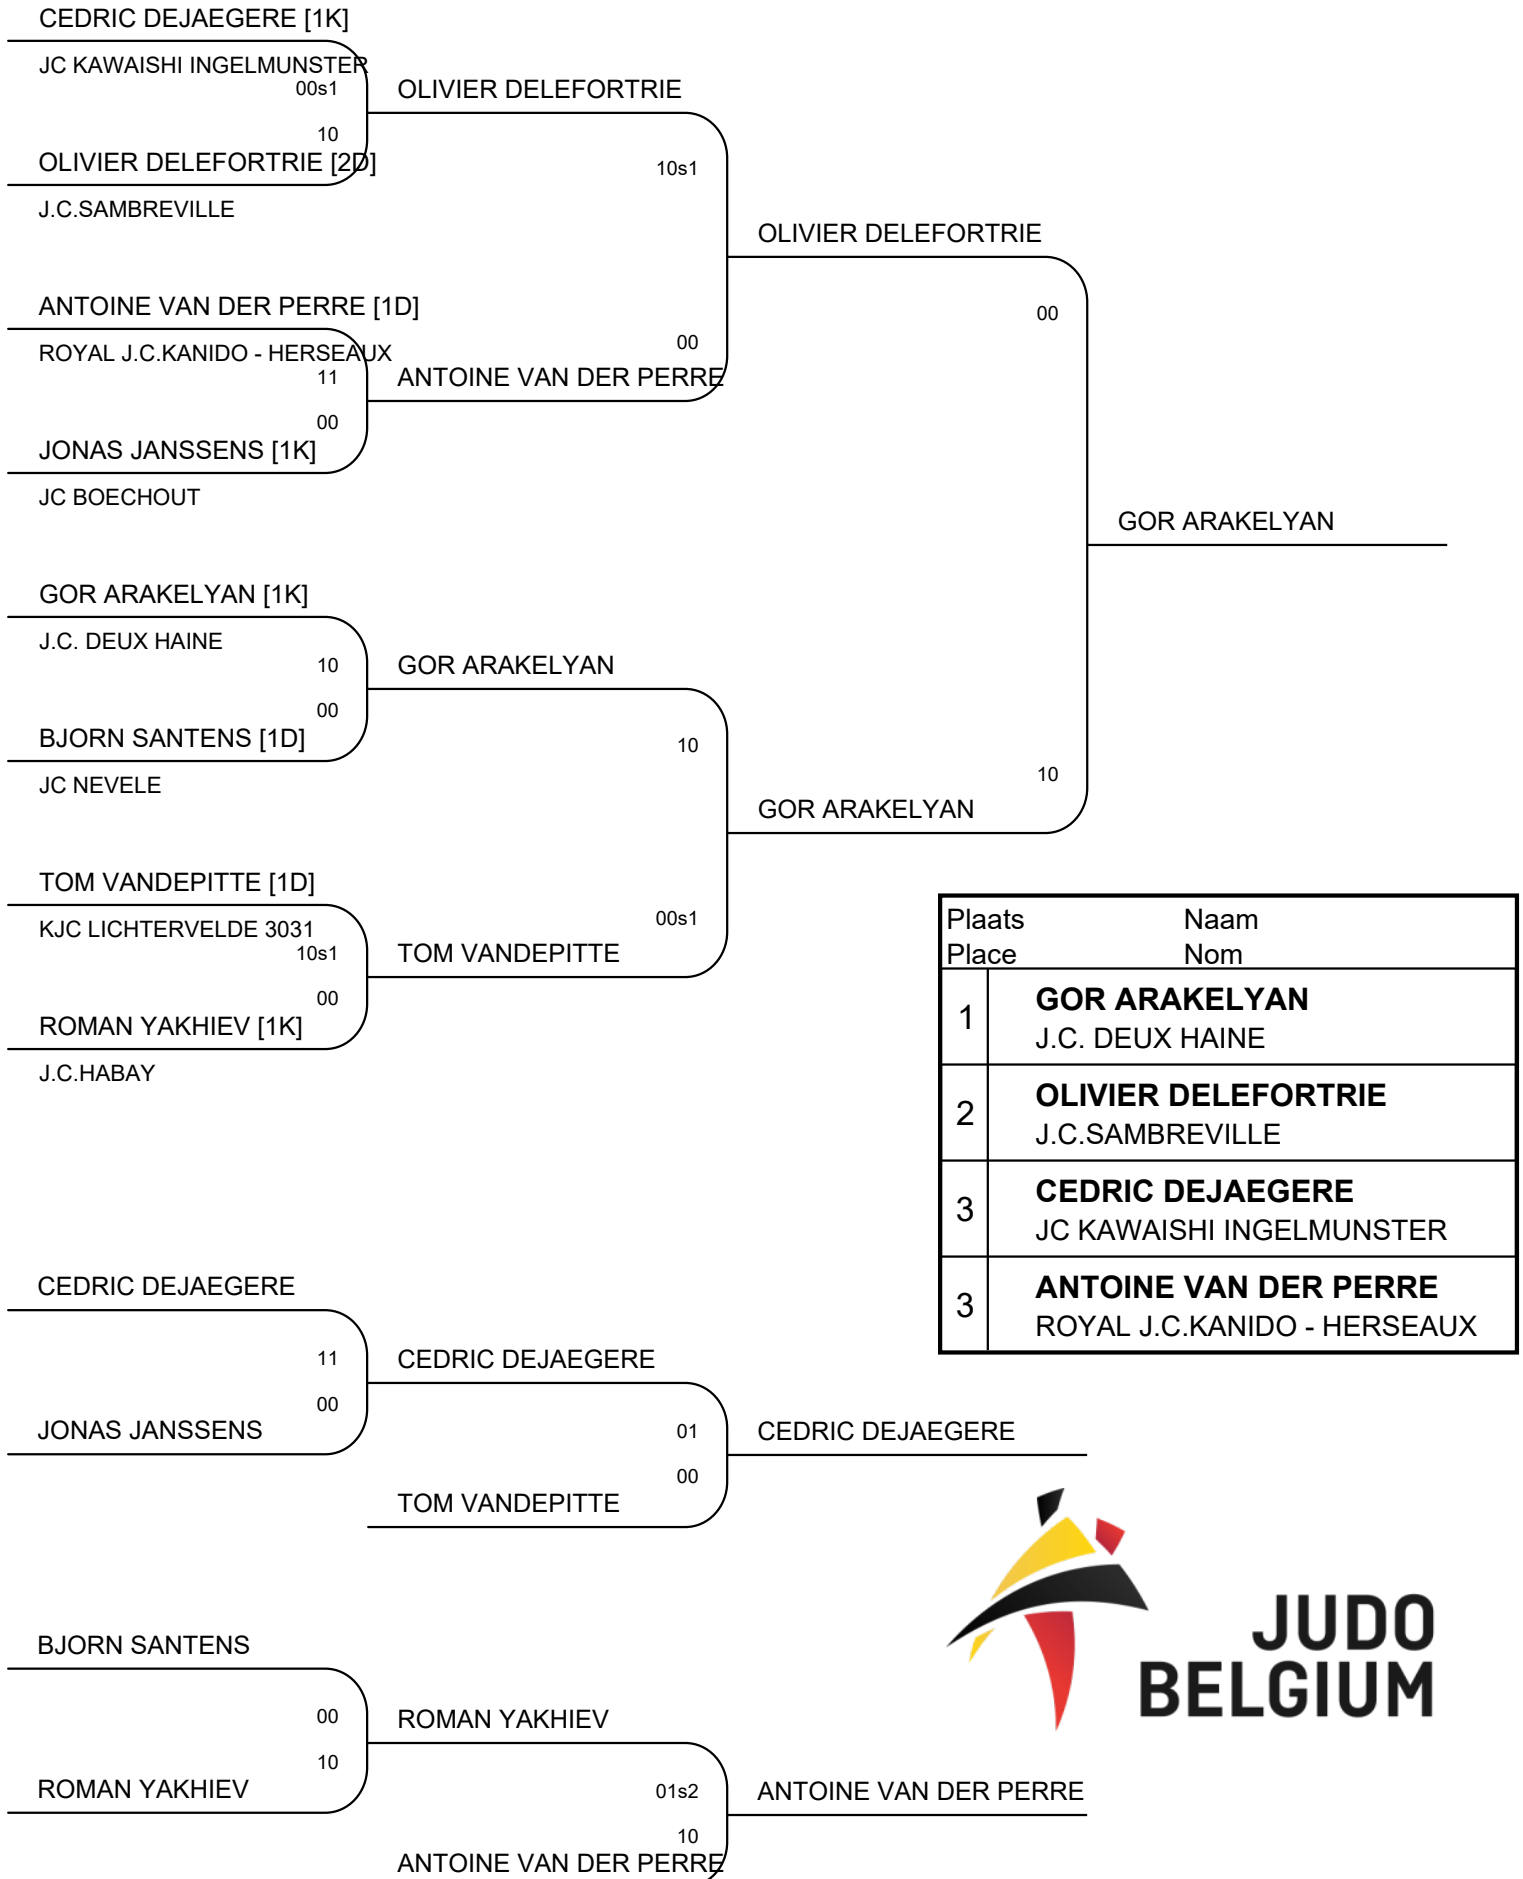 CEDRIC DEJAEGERE [1K]
JC KAWAISHI INGELMUNSTER
00s1
10
OLIVIER DELEFORTRIE [2D]
J.C.SAMBREVILLE
ANTOINE VAN DER PERRE [1D]
ROYAL J.C.KANIDO - HERSEAUX
11
00
JONAS JANSSENS [1K]
JC BOECHOUT
GOR ARAKELYAN [1K]
J.C. DEUX HAINE
10
00
BJORN SANTENS [1D]
JC NEVELE
TOM VANDEPITTE [1D]
KJC LICHTERVELDE 3031
10s1
00
ROMAN YAKHIEV [1K]
J.C.HABAY
OLIVIER DELEFORTRIE
10s1
00
ANTOINE VAN DER PERRE
GOR ARAKELYAN
10
00s1
TOM VANDEPITTE
OLIVIER DELEFORTRIE
00
10
GOR ARAKELYAN
GOR ARAKELYAN
Plaats Naam
Place Nom
1 GOR ARAKELYAN
J.C. DEUX HAINE
2 OLIVIER DELEFORTRIE
J.C.SAMBREVILLE
3 CEDRIC DEJAEGERE
JC KAWAISHI INGELMUNSTER
3 ANTOINE VAN DER PERRE
ROYAL J.C.KANIDO - HERSEAUX
CEDRIC DEJAEGERE
11
00
JONAS JANSSENS
CEDRIC DEJAEGERE
01
00
TOM VANDEPITTE
CEDRIC DEJAEGERE
BJORN SANTENS
00
10
ROMAN YAKHIEV
ROMAN YAKHIEV
01s2
10
ANTOINE VAN DER PERRE
ANTOINE VAN DER PERRE
JUDO
BELGIUM